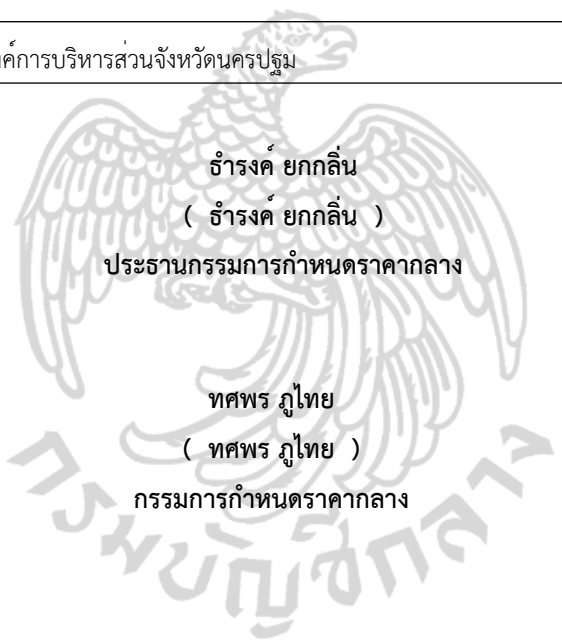 ค์การบริหารส่วนจังหวัดนครปฐม
ธำรงค์ ยกกลิ่น
( ธำรงค์ ยกกลิ่น )
ประธานกรรมการกำหนดราคากลาง
ทศพร ภูไทย
( ทศพร ภูไทย )
กรรมการกำหนดราคากลาง
กรมบัญชีกลาง